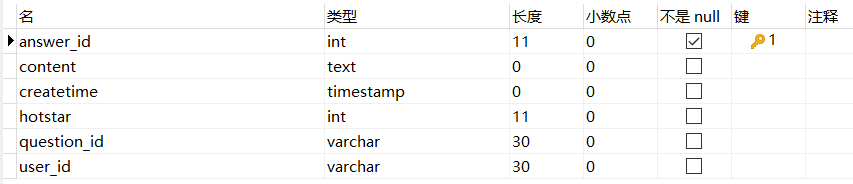 名 类型 长度 小数点 不是 null 键 注释
answer_id int 11 0 1
content text 0 0
createtime timestamp 0 0
hotstar int 11 0
question_id varchar 30 0
user_id varchar 30 0